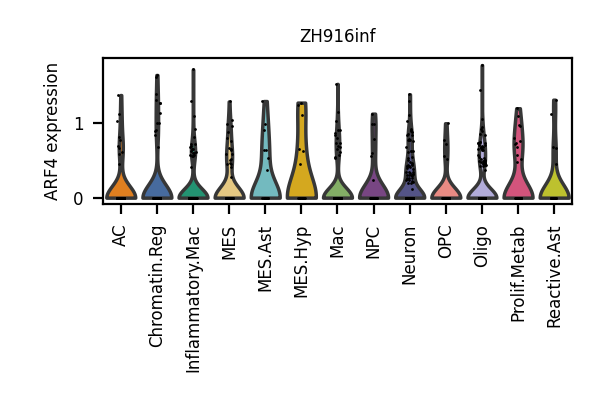 ZH916inf
ARF4 expression
1
0
AC
Chromatin.Reg
Inflammatory.Mac
MES
MES.Ast
MES.Hyp
Mac
NPC
Neuron
OPC
Oligo
Prolif.Metab
Reactive.Ast